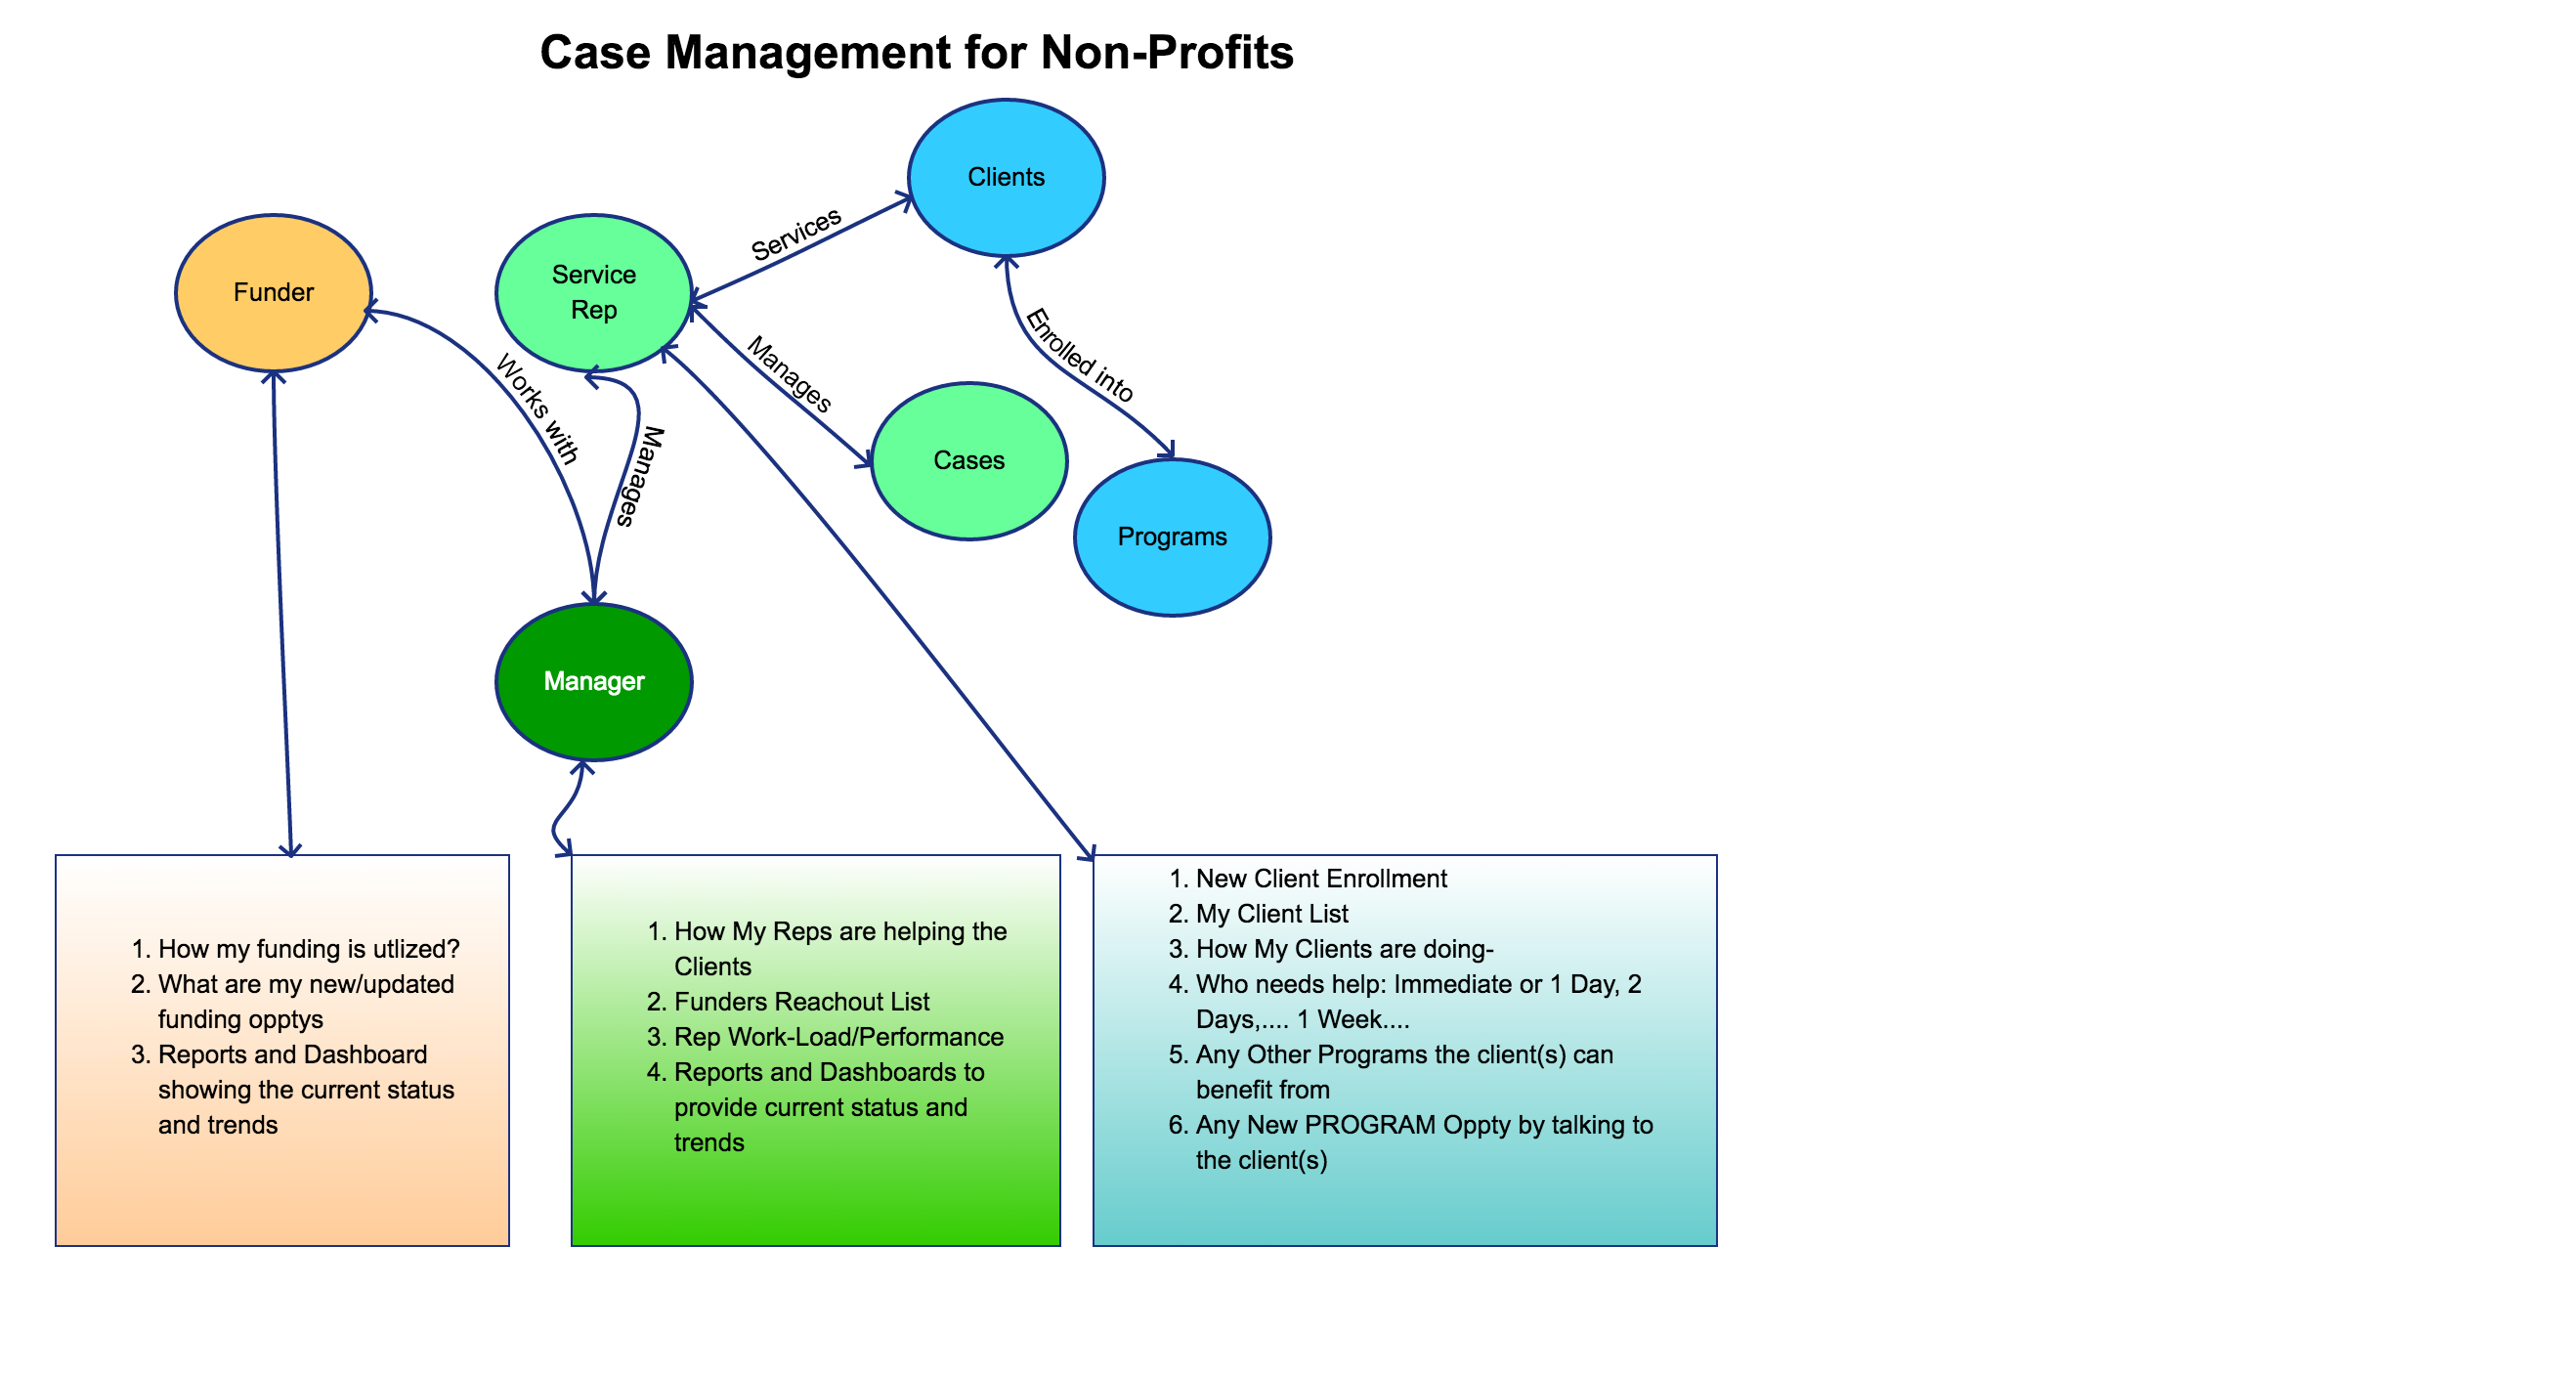 Case Management for Non-Profits
Clients
Services
Funder
Service
Rep
Enrolled into
Manages
Works with
Cases
Manages
Programs
Manager
1. How my funding is utlized?
2. What are my new/updated
funding opptys
3. Reports and Dashboard
showing the current status
and trends
1. How My Reps are helping the
Clients
2. Funders Reachout List
3. Rep Work-Load/Performance
4. Reports and Dashboards to
provide current status and
trends
1. New Client Enrollment
2. My Client List
3. How My Clients are doing-
4. Who needs help: Immediate or 1 Day, 2
Days,.... 1 Week....
5. Any Other Programs the client(s) can
benefit from
6. Any New PROGRAM Oppty by talking to
the client(s)